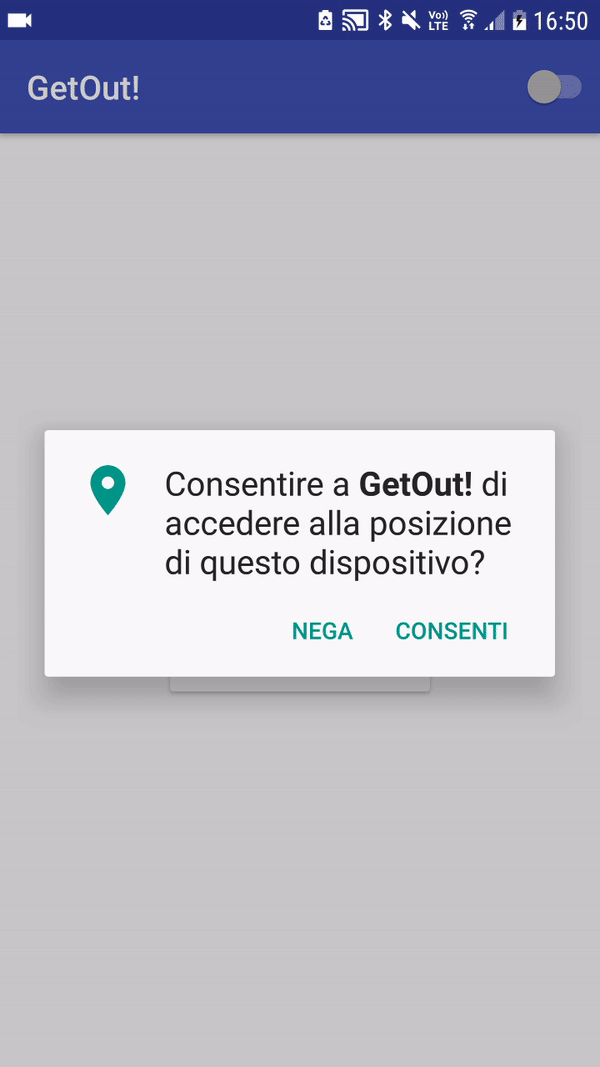 Vo)) LTE 16:50
GetOut!
Consentire a GetOut! di
accedere alla posizione
di questo dispositivo?
NEGA CONSENTI